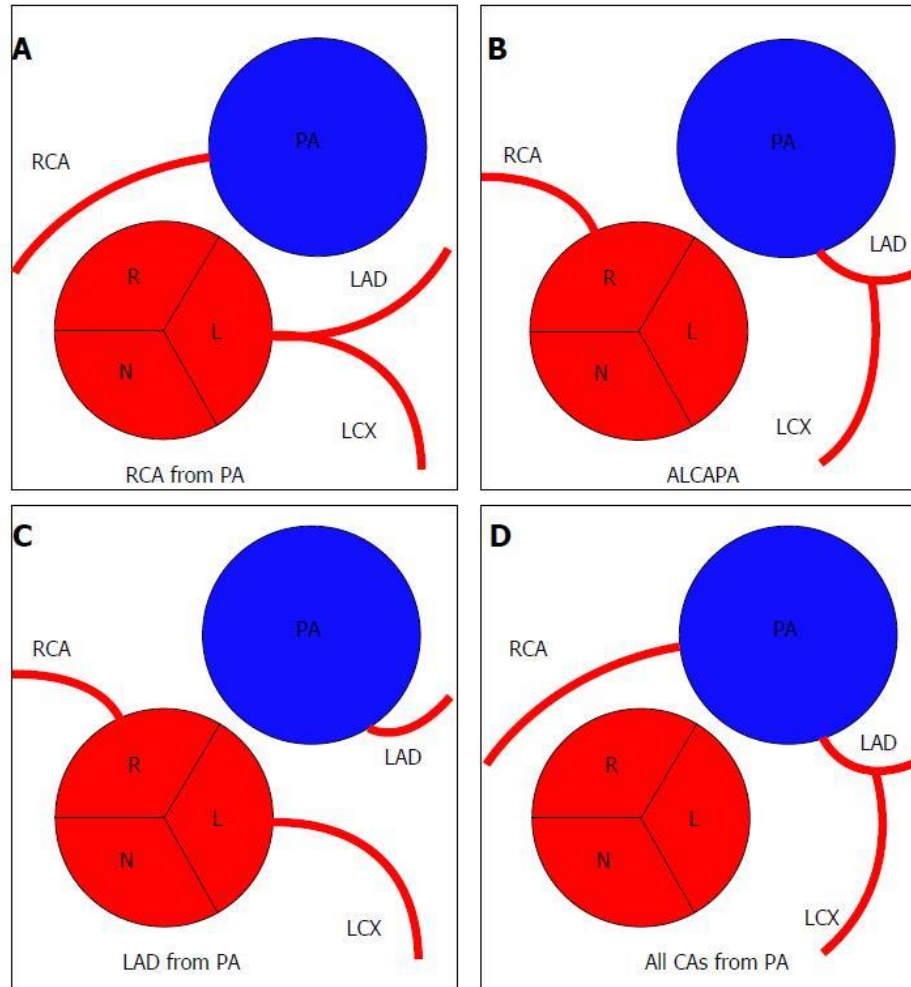 A
PA
RCA
R
L
N
LAD
LCX
RCA from PA
B
PA
RCA
R
L
N
LAD
LCX
ALCAPA
C
PA
RCA
R
L
N
LAD
LCX
LAD from PA
D
PA
RCA
R
L
N
LAD
LCX
All CAs from PA